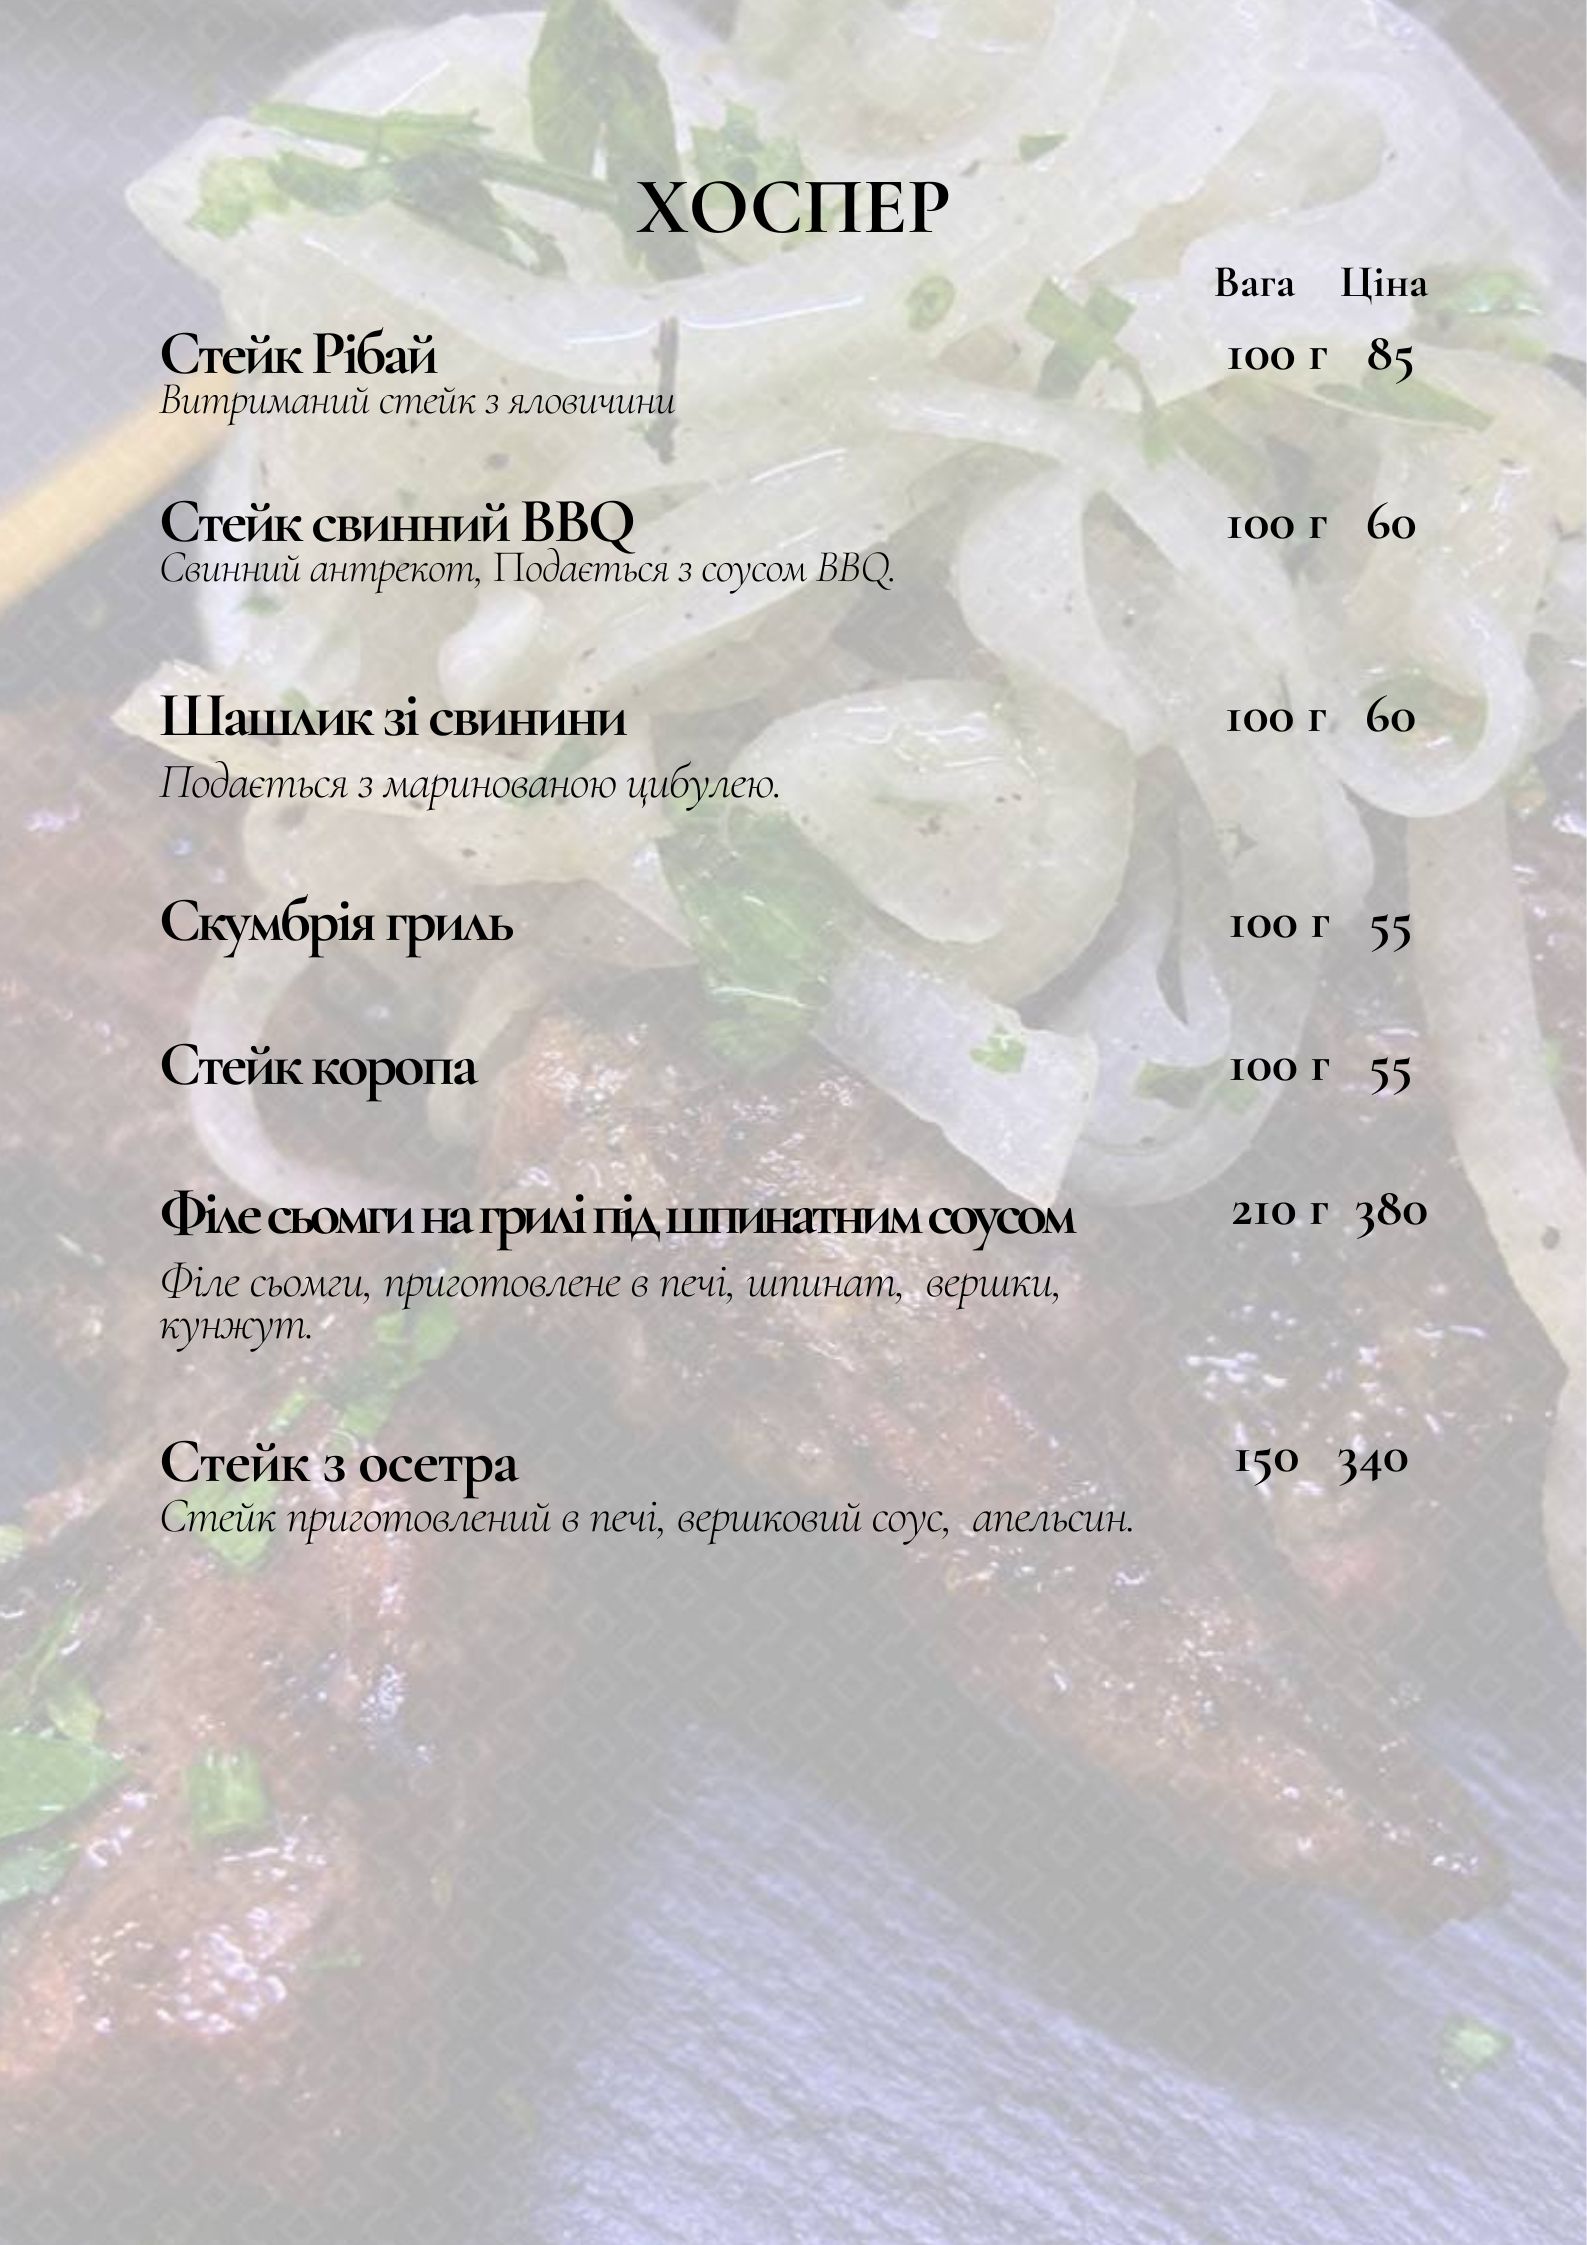 ХОСПЕР
Вага Ціна
Стейк Рібай 100 г 85
Витриманий стейк з яловичини
Стейк свинний BBQ 100 г 60
Свинний антрекот, Подається з соусом BBQ.
Шашлик зі свинини 100 г 60
Подається з маринованою цибулею.
Скумбрія гриль 100 г 55
Стейк коропа 100 г 55
Філе сьомги на грилі під шпинатним соусом 210 г 380
Філе сьомги, приготовлене в печі, шпинат, вершки,
кунжут.
Стейк з осетра 150 340
Стейк приготовлений в печі, вершковий соус, апельсин.